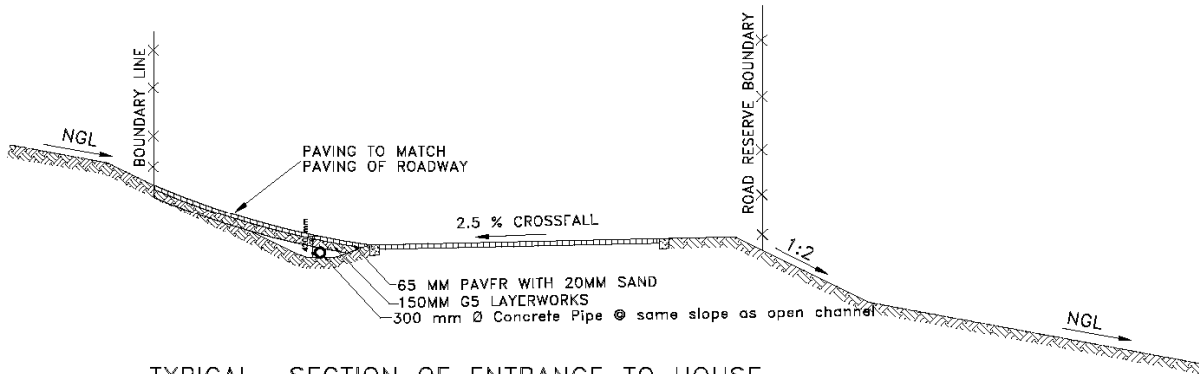 BOUNDARY LINE
ROAD RESERVE BOUNDARY
NGL
PAVING TO MATCH
PAVING OF ROADWAY
2.5 % CROSSFALL
1:2
65 MM PAVER WITH 20MM SAND
150MM G5 LAYERWORKS
300 mm Ø Concrete Pipe @ same slope as open channel
NGL
TYPICAL SECTION OF ENTRANCE TO HOUSE